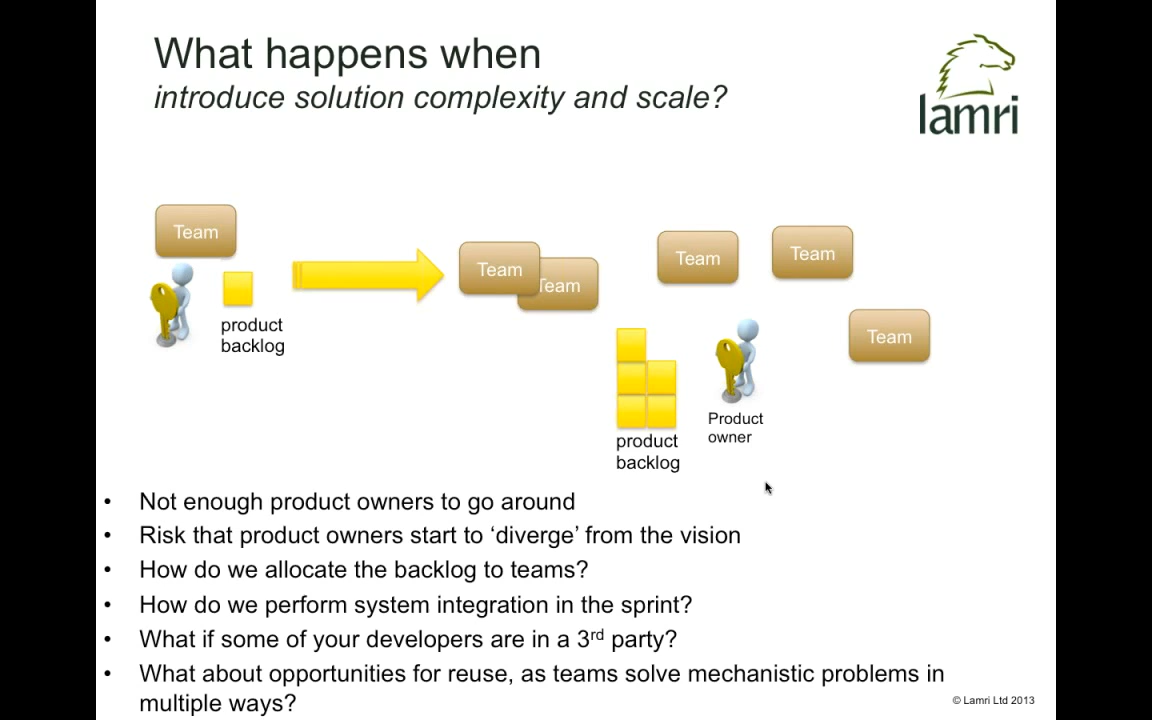 What happens when
introduce solution complexity and scale?
lamri
Team
product
backlog
Team
Team
Team
Team
Team
product
backlog
Product
owner
• Not enough product owners to go around
• Risk that product owners start to ‘diverge’ from the vision
• How do we allocate the backlog to teams?
• How do we perform system integration in the sprint?
• What if some of your developers are in a 3rd party?
• What about opportunities for reuse, as teams solve mechanistic problems in
multiple ways?
© Lamri Ltd 2013